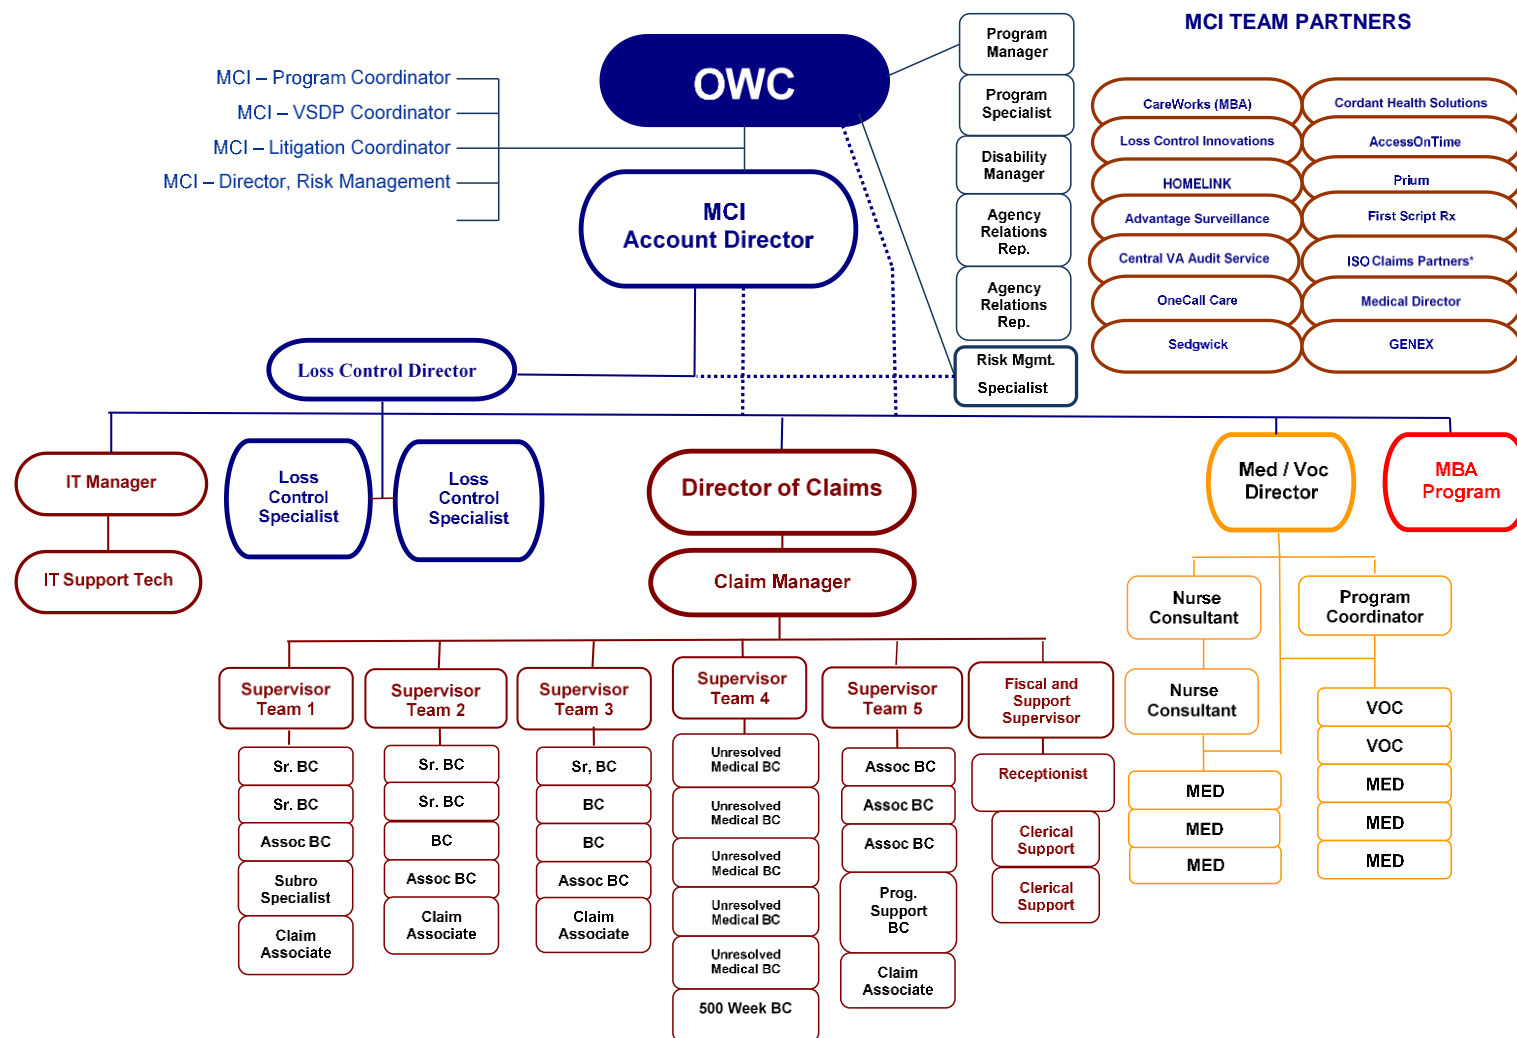 MCI TEAM PARTNERS
OWC
MCI – Program Coordinator
MCI – VSDP Coordinator
MCI – Litigation Coordinator
MCI – Director, Risk Management
MCI
Account Director
Program
Manager
Program
Specialist
Disability
Manager
Agency
Relations
Rep.
Agency
Relations
Rep.
Risk Mgmt.
Specialist
CareWorks (MBA)
Cordant Health Solutions
Loss Control Innovations
AccessOnTime
HOMELINK
Prium
Advantage Surveillance
First Script Rx
Central VA Audit Service
ISO Claims Partners*
OneCall Care
Medical Director
Sedgwick
GENEX
Loss Control Director
IT Manager
IT Support Tech
Loss
Control
Specialist
Loss
Control
Specialist
Director of Claims
Claim Manager
Med / Voc
Director
MBA
Program
Supervisor
Team 1
Sr. BC
Sr. BC
Assoc BC
Subro
Specialist
Claim
Associate
Supervisor
Team 2
Sr. BC
Sr. BC
BC
Assoc BC
Claim
Associate
Supervisor
Team 3
Sr, BC
BC
BC
Assoc BC
Claim
Associate
Supervisor
Team 4
Unresolved
Medical BC
Unresolved
Medical BC
Unresolved
Medical BC
Unresolved
Medical BC
Unresolved
Medical BC
500 Week BC
Supervisor
Team 5
Assoc BC
Assoc BC
Assoc BC
Prog.
Support
BC
Claim
Associate
Fiscal and
Support
Supervisor
Receptionist
Clerical
Support
Clerical
Support
Nurse
Consultant
Nurse
Consultant
MED
MED
MED
Program
Coordinator
VOC
VOC
MED
MED
MED